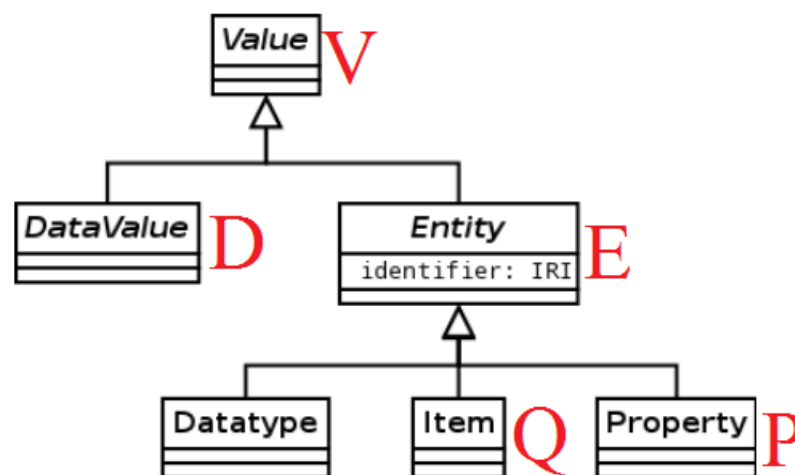 Value V
DataValue D
Entity E
identifier: IRI
Datatype
Item Q
Property P